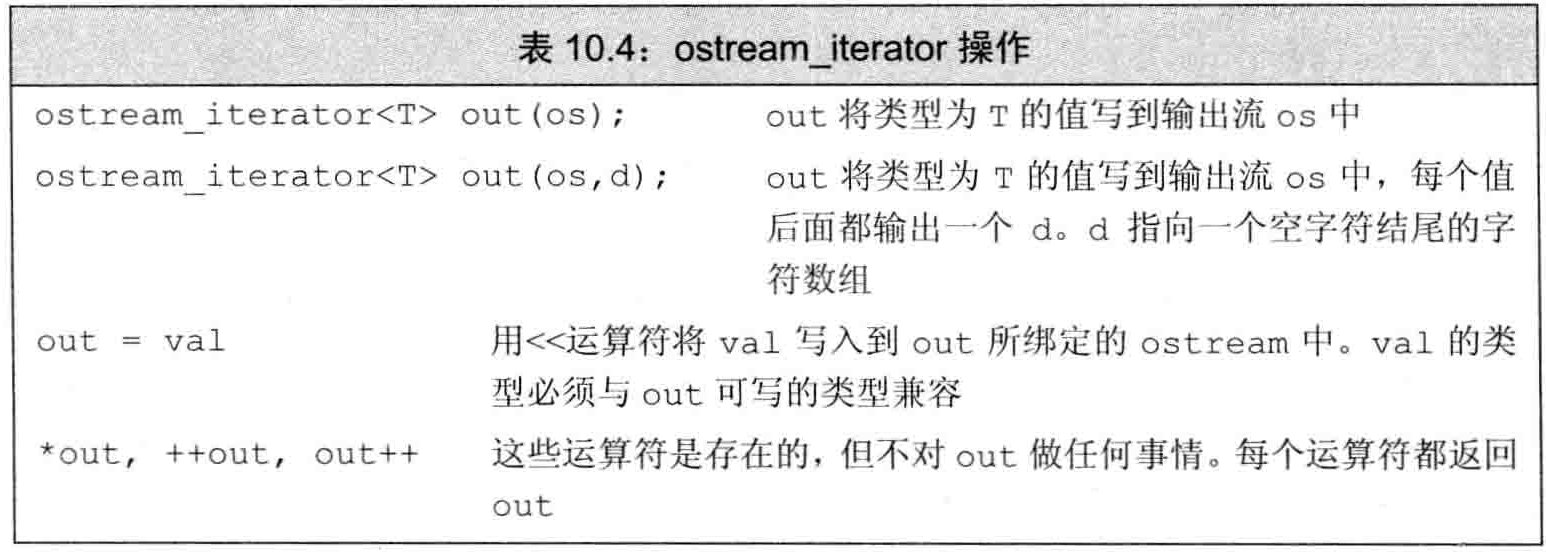 表 10.4：ostream_iterator 操作
ostream_iterator<T> out(os); out 将类型为 T 的值写到输出流 os 中
ostream_iterator<T> out(os,d); out 将类型为 T 的值写到输出流 os 中，每个值
后面都输出一个 d。d 指向一个空字符结尾的字
符数组
out = val 用<<运算符将 val 写入到 out 所绑定的 ostream 中。val 的类
型必须与 out 可写的类型兼容
*out, ++out, out++ 这些运算符是存在的，但不对 out 做任何事情。每个运算符都返回
out